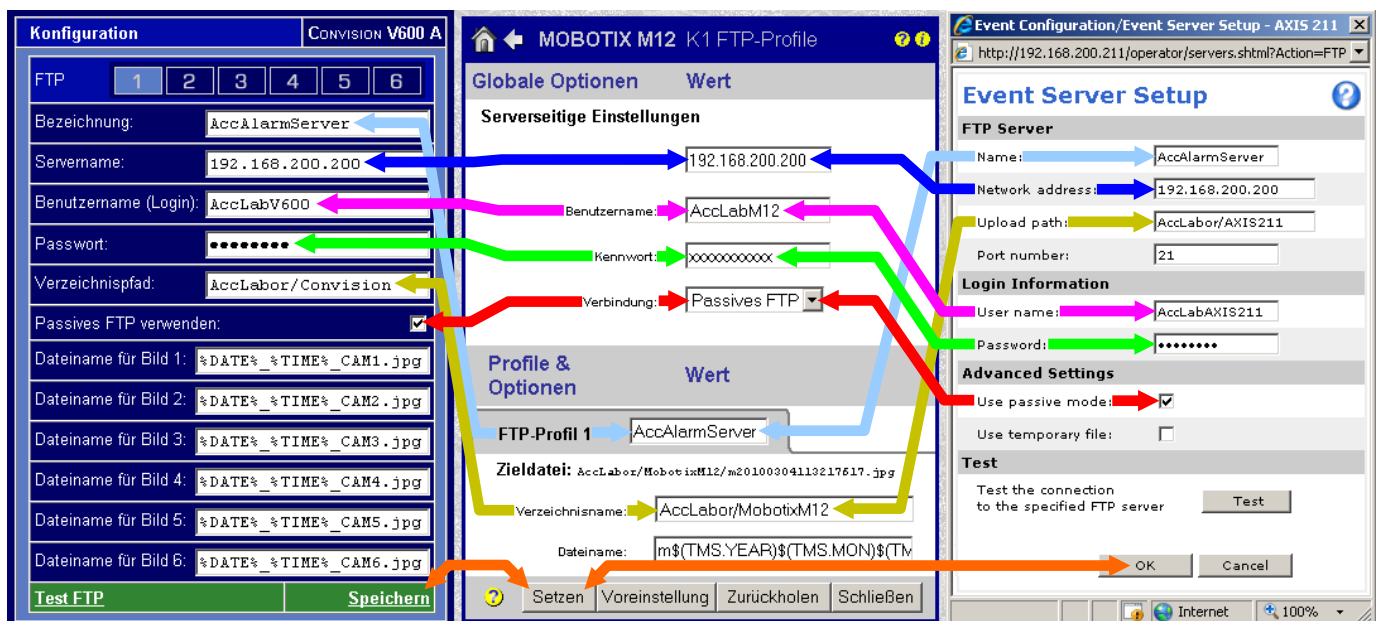 Konfiguration
CONVISION V600 A
FTP 1 2 3 4 5 6
Bezeichnung: AccAlarmServer
Servername: 192.168.200.200
Benutzername (Login): AccLabV600
Passwort: ●●●●●●●●
Verzeichnispfad: AccLabor/Convision
Passives FTP verwenden:
Dateiname für Bild 1: %DATE%_%TIME%_CAM1.jpg
Dateiname für Bild 2: %DATE%_%TIME%_CAM2.jpg
Dateiname für Bild 3: %DATE%_%TIME%_CAM3.jpg
Dateiname für Bild 4: %DATE%_%TIME%_CAM4.jpg
Dateiname für Bild 5: %DATE%_%TIME%_CAM5.jpg
Dateiname für Bild 6: %DATE%_%TIME%_CAM6.jpg
Test FTP
Speichern
MOBOTIX M12 K1 FTP-Profile
Globale Optionen Wert
Serverseitige Einstellungen
192.168.200.200
Benutzername: AccLabM12
Kennwort: xxxxxxxxxx
Verbindung: Passives FTP
Profile &
Optionen
Wert
FTP-Profil 1 AccAlarmServer
Zieldatei: AccLabor/MobotixM12/m20100304113217617.jpg
Verzeichnisname: AccLabor/MobotixM12
Dateiname: m$(TMS.YEAR)$(TMS.MON)$(TM
Setzen Voreinstellung Zurückholen Schließen
Event Configuration/Event Server Setup - AXIS 211
http://192.168.200.211/operator/servers.shtml?Action=FTP
Event Server Setup
FTP Server
Name: AccAlarmServer
Network address: 192.168.200.200
Upload path: AccLabor/AXIS211
Port number: 21
Login Information
User name: AccLabAXIS211
Password: ●●●●●●●●
Advanced Settings
Use passive mode:
Use temporary file:
Test
Test the connection
to the specified FTP server
Test
OK Cancel
Internet 100%